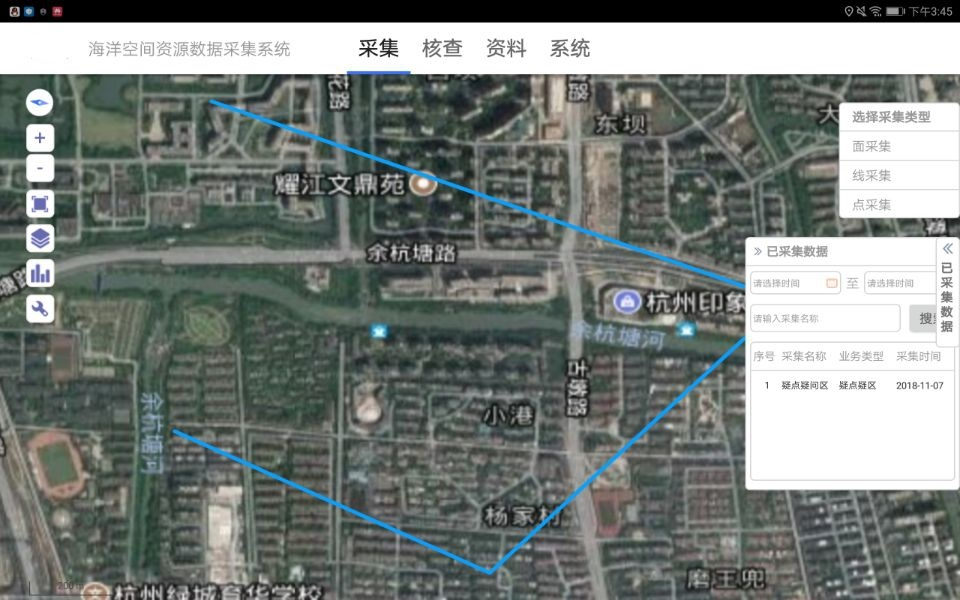 下午3:45
海洋空间资源数据采集系统
采集 核查 资料 系统
+
-
选择采集类型
面采集
线采集
点采集
» 已采集数据
请选择时间 至 请选择时间
请输入采集名称
序号 采集名称 业务类型 采集时间
1 疑点疑问区 疑点疑区 2018-11-07
« 已采集数据
东坝
耀江文鼎苑
余杭塘路
杭州印象
余杭塘河
古墩路
小港
余杭塘河
杨家村
磨王兜
200m
杭州绿城育华学校